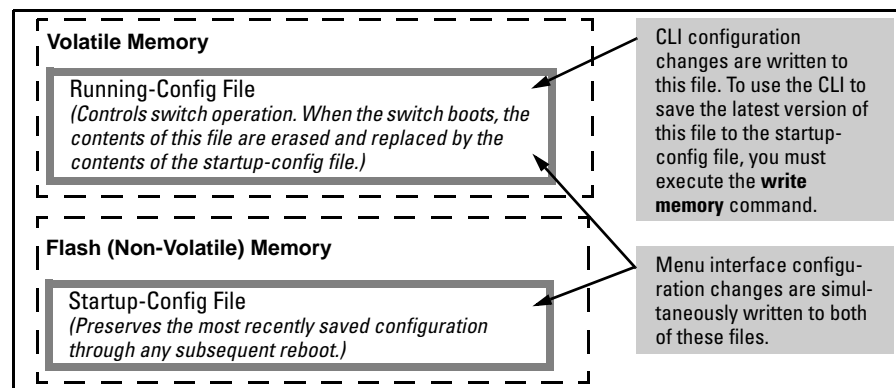 Volatile Memory
Running-Config File
(Controls switch operation. When the switch boots, the
contents of this file are erased and replaced by the
contents of the startup-config file.)
CLI configuration
changes are written to
this file. To use the CLI to
save the latest version of
this file to the startup-
config file, you must
execute the write
memory command.
Flash (Non-Volatile) Memory
Startup-Config File
(Preserves the most recently saved configuration
through any subsequent reboot.)
Menu interface configu-
ration changes are simul-
taneously written to both
of these files.